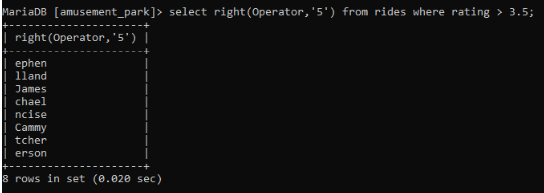 MariaDB [amusement_park]> select right(Operator,'5') from rides where rating > 3.5;
+---------------------+
| right(Operator,'5') |
+---------------------+
| ephen               |
| lland               |
| James               |
| chael               |
| ncise               |
| Cammy               |
| tcher               |
| erson               |
+---------------------+
8 rows in set (0.020 sec)